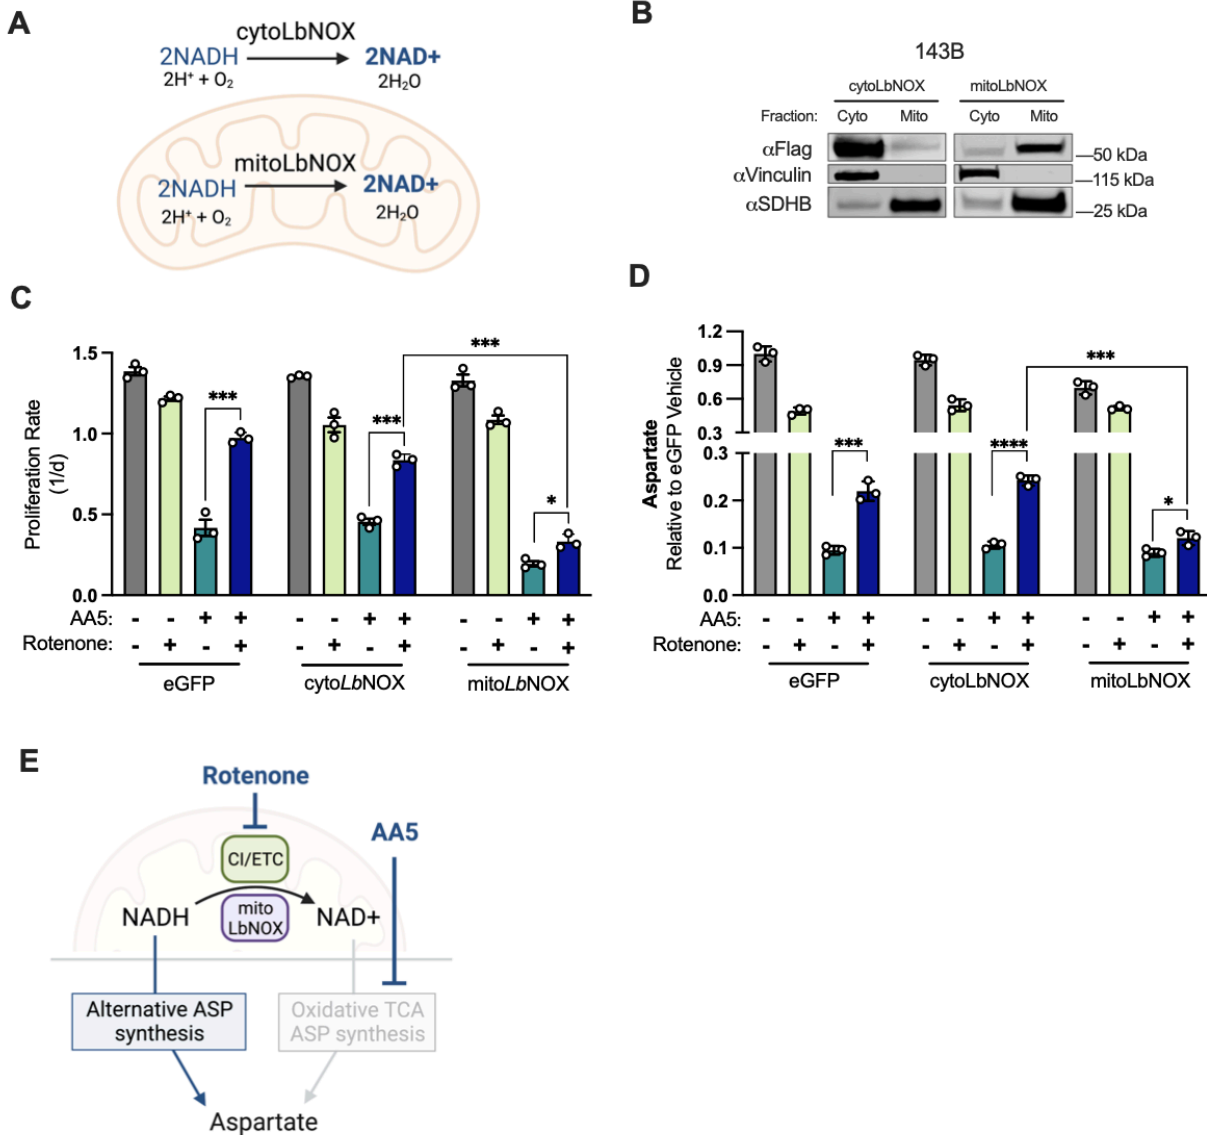 A
cytoLbNOX
2NADH 2NAD+
2H+ + O2 2H2O
mitoLbNOX
2NADH 2NAD+
2H+ + O2 2H2O
B
143B
cytoLbNOX mitoLbNOX
Fraction: Cyto Mito Cyto Mito
αFlag —50 kDa
αVinculin —115 kDa
αSDHB —25 kDa
C
Proliferation Rate
(1/d)
1.5
1.0
0.5
0.0
*** *** *** *
AA5: - - + + - - + + - - + +
Rotenone: - + - + - + - + - + - +
eGFP cytoLbNOX mitoLbNOX
D
Aspartate
Relative to eGFP Vehicle
1.2
0.9
0.6
0.3
0.3
0.2
0.1
0.0
*** **** *** *
AA5: - - + + - - + + - - + +
Rotenone: - + - + - + - + - + - +
eGFP cytoLbNOX mitoLbNOX
E
Rotenone
AA5
CI/ETC
NADH NAD+
mito
LbNOX
Alternative ASP
synthesis
Oxidative TCA
ASP synthesis
Aspartate